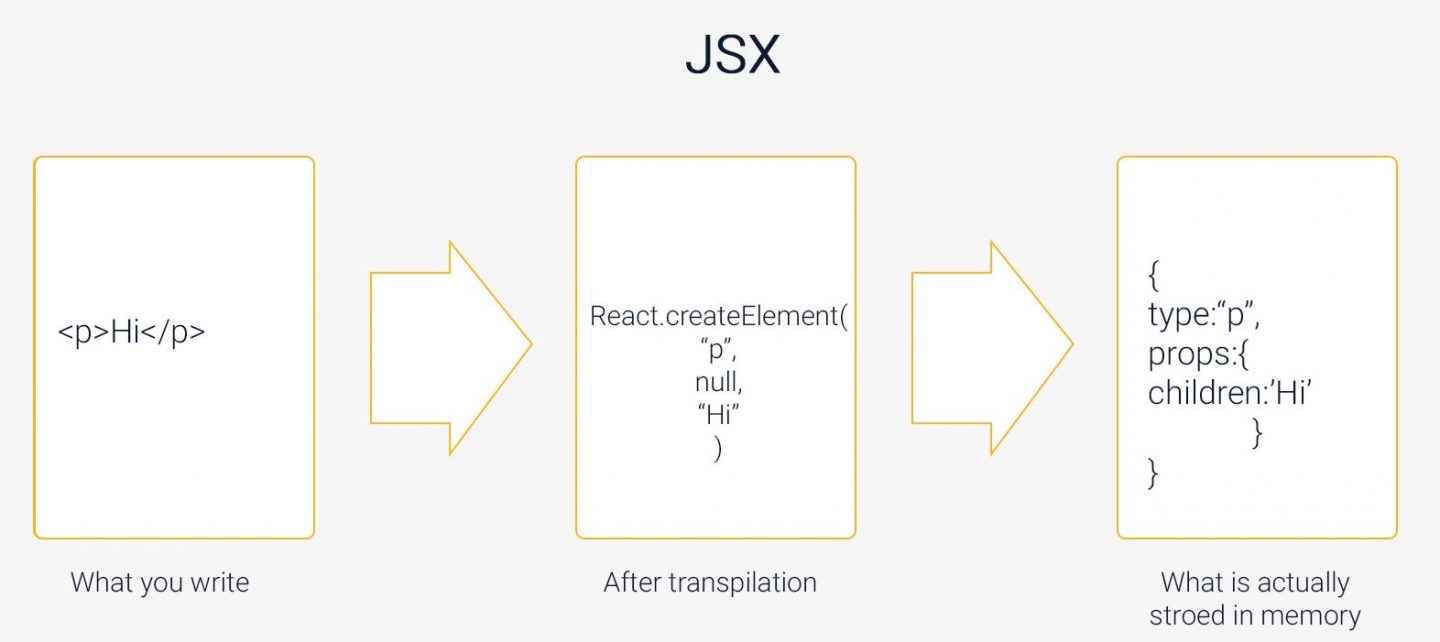 JSX
<p>Hi</p>
What you write
React.createElement(
“p”,
null,
“Hi”
)
After transpilation
{
type:“p”,
props:{
children:’Hi’
}
}
What is actually
stroed in memory